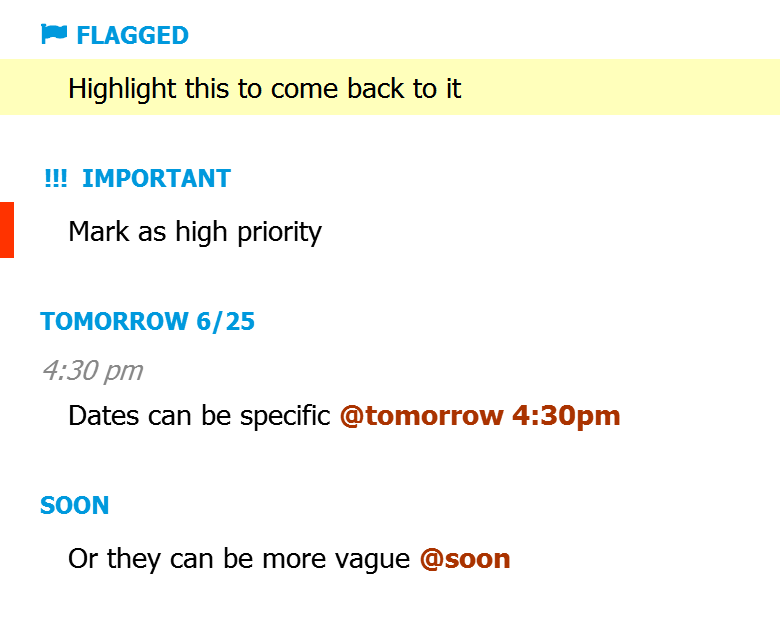 FLAGGED
Highlight this to come back to it
!!! IMPORTANT
Mark as high priority
TOMORROW 6/25
4:30 pm
Dates can be specific @tomorrow 4:30pm
SOON
Or they can be more vague @soon